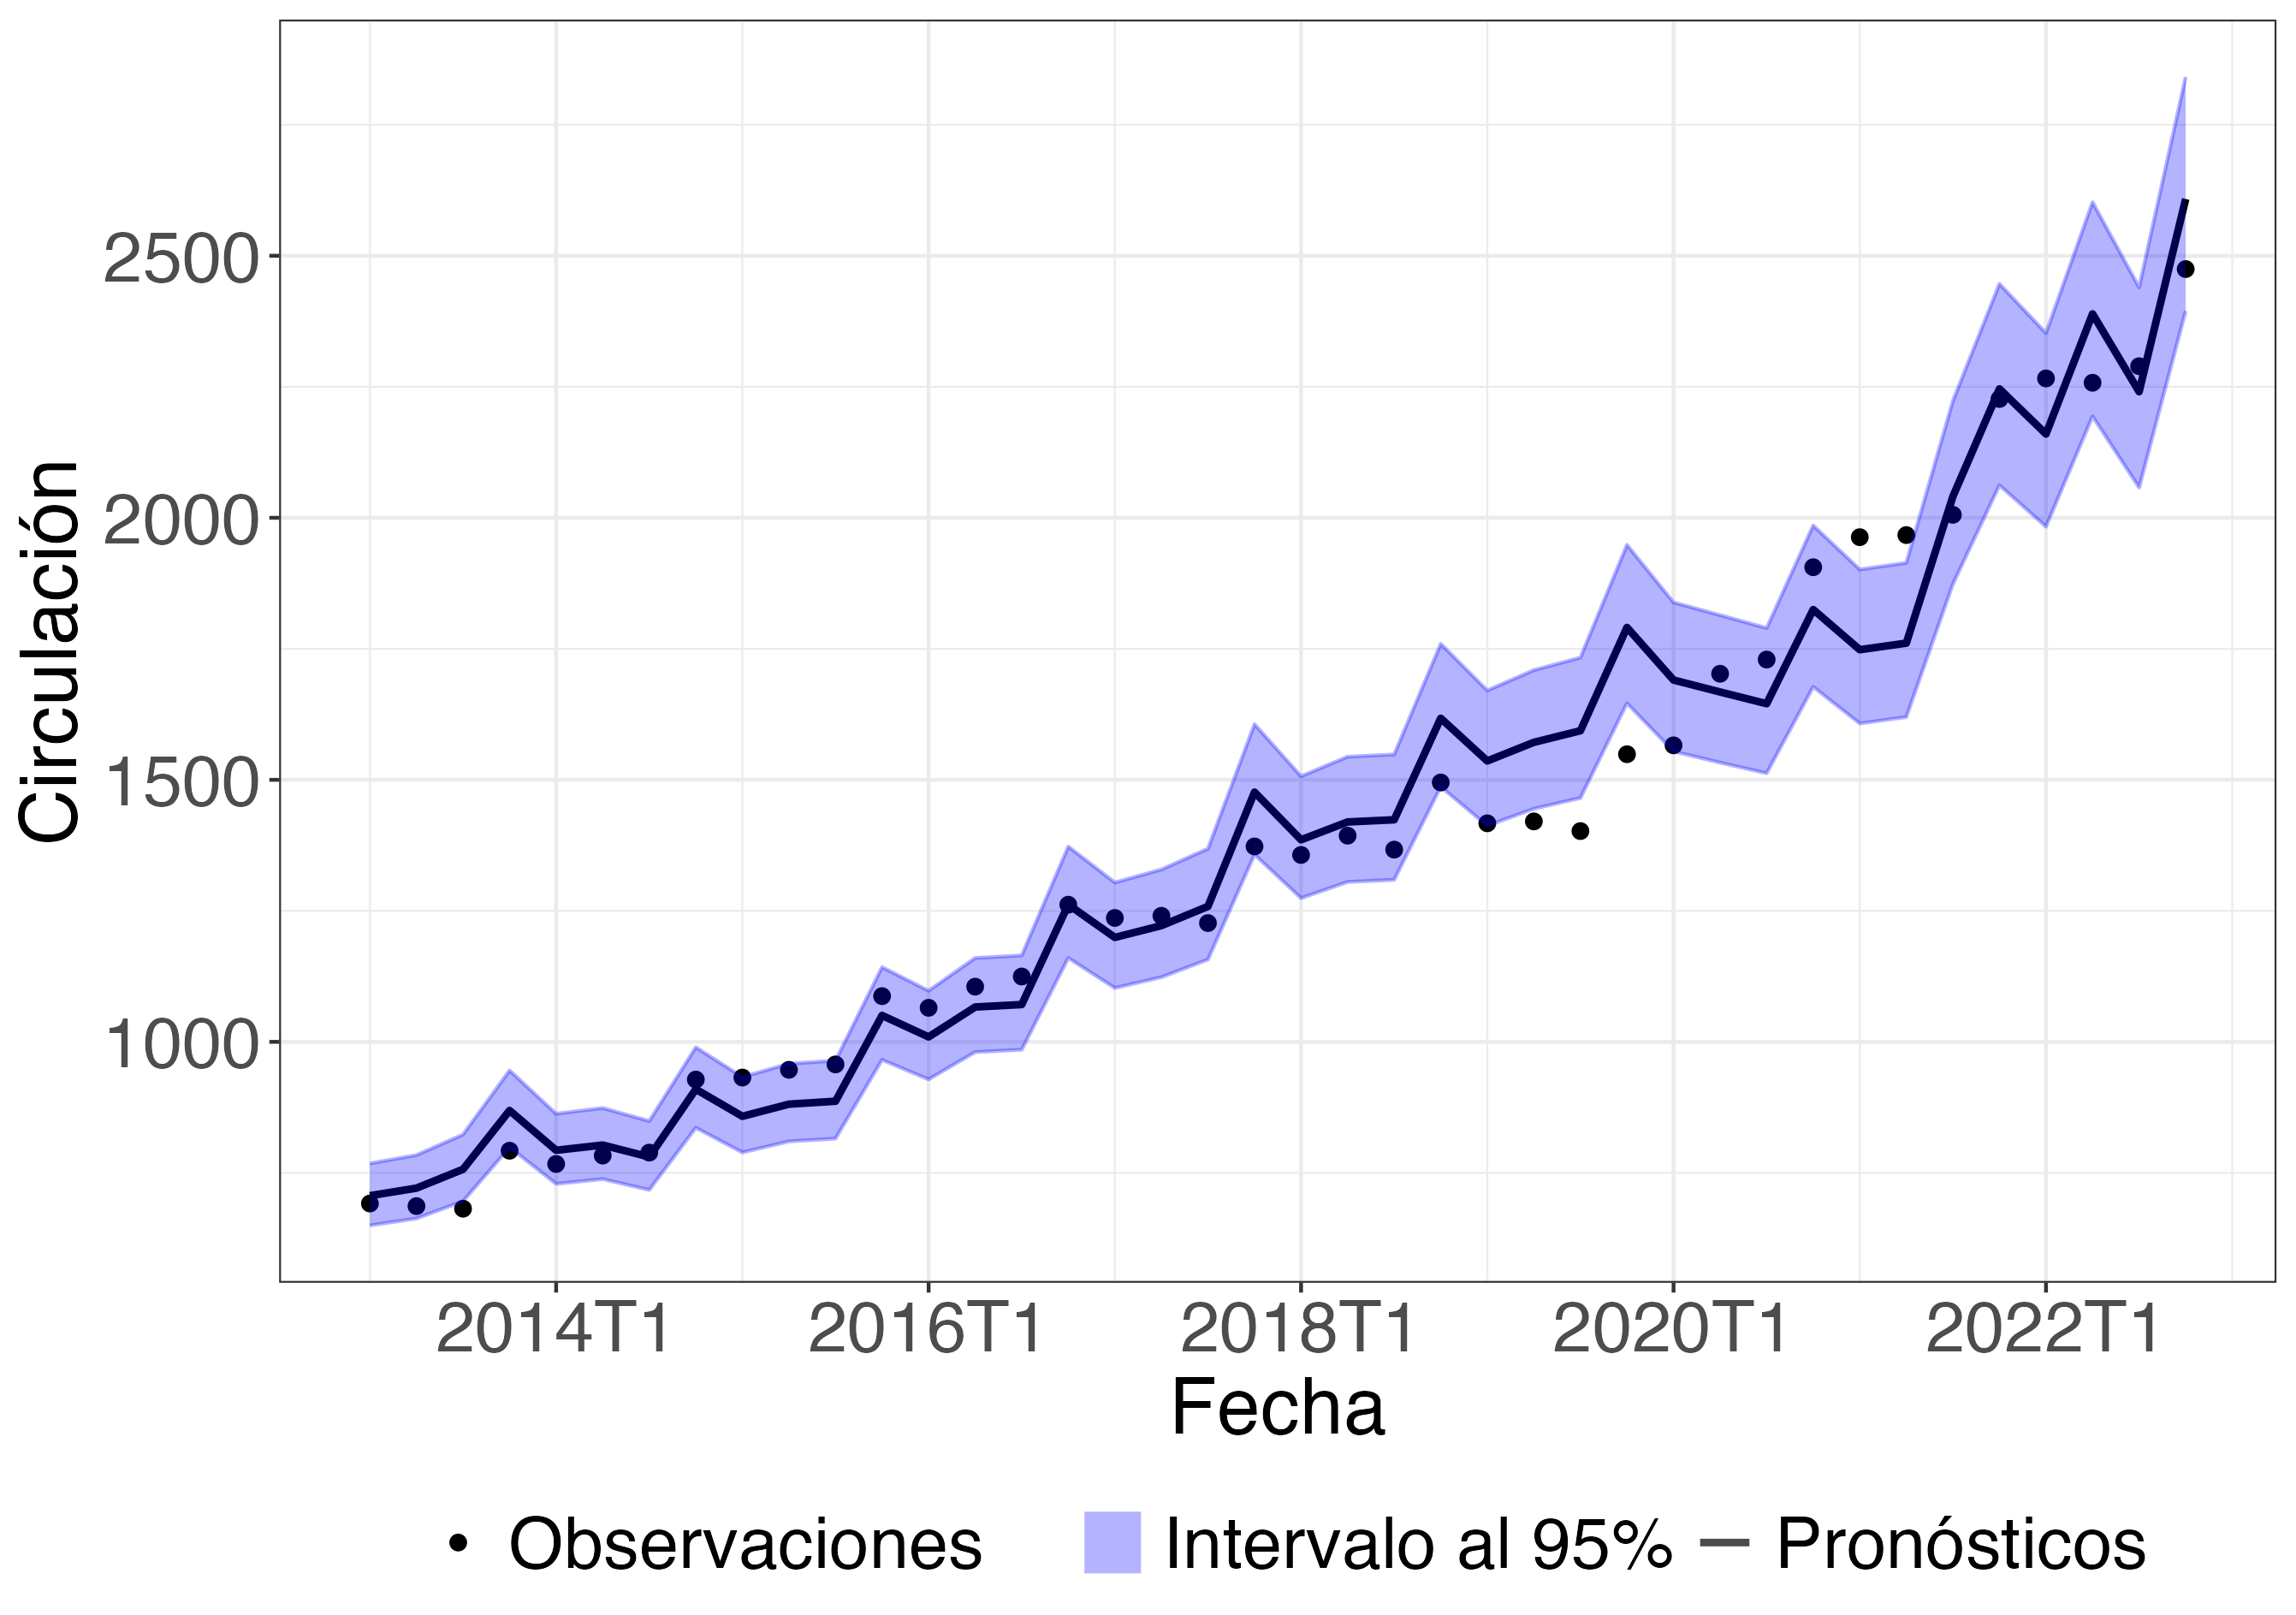 Circulación
2500
2000
1500
1000
2014T1 2016T1 2018T1 2020T1 2022T1
Fecha
Observaciones Intervalo al 95% Pronósticos